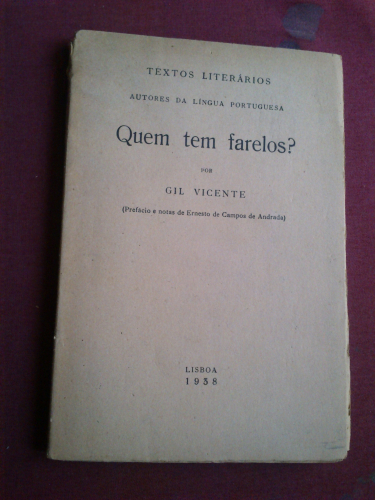 TEXTOS LITERÁRIOS
AUTORES DA LÍNGUA PORTUGUESA
Quem tem farelos?
POR
GIL VICENTE
(Prefácio e notas de Ernesto de Campos de Andrada)
LISBOA
1938